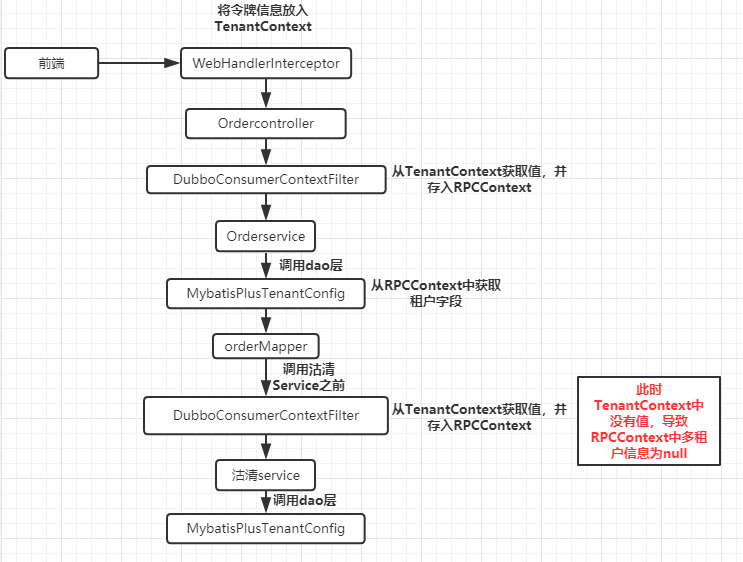 将令牌信息放入
TenantContext
前端
WebHandlerInterceptor
Ordercontroller
DubboConsumerContextFilter
从TenantContext获取值，并
存入RPCContext
Orderservice
调用dao层
MybatisPlusTenantConfig
从RPCContext中获取
租户字段
orderMapper
调用沽清
Service之前
DubboConsumerContextFilter
从TenantContext获取值，并
存入RPCContext
此时
TenantContext中
没有值，导致
RPCContext中多租
户信息为null
沽清service
调用dao层
MybatisPlusTenantConfig